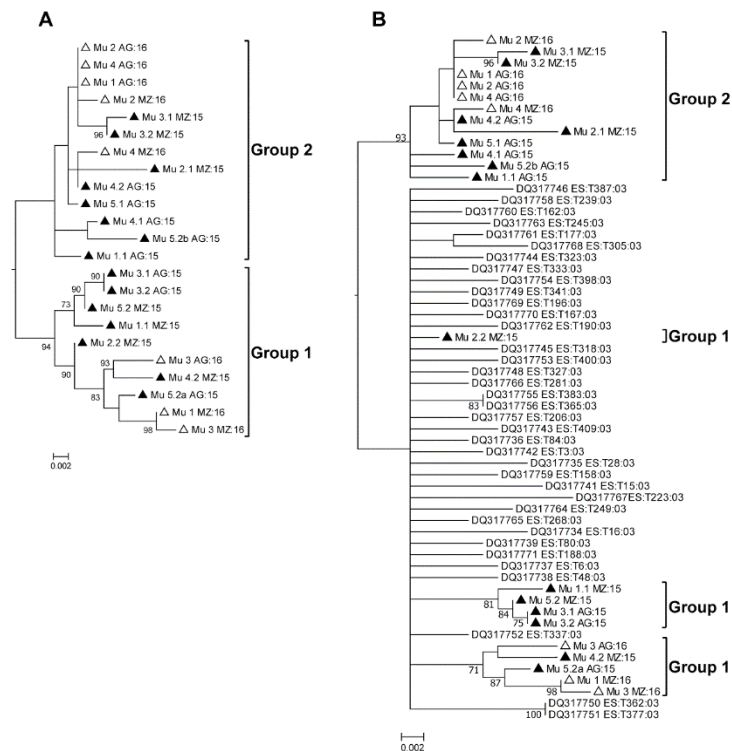 A
Mu 2 AG:16
Mu 4 AG:16
Mu 1 AG:16
Mu 2 MZ:16
Mu 3.1 MZ:15
96
Mu 3.2 MZ:15
Mu 4 MZ:16
Mu 2.1 MZ:15
Mu 4.2 AG:15
Mu 5.1 AG:15
Mu 4.1 AG:15
Mu 5.2b AG:15
Mu 1.1 AG:15
Group 2
90
Mu 3.1 AG:15
90
Mu 3.2 AG:15
73
Mu 5.2 MZ:15
Mu 1.1 MZ:15
94
Mu 2.2 MZ:15
93
Mu 3 AG:16
90
Mu 4.2 MZ:15
83
Mu 5.2a AG:15
Mu 1 MZ:16
98
Mu 3 MZ:16
Group 1
0.002
B
Mu 2 MZ:16
Mu 3.1 MZ:15
96
Mu 3.2 MZ:15
Mu 1 AG:16
Mu 2 AG:16
Mu 4 AG:16
Mu 4 MZ:16
Mu 4.2 AG:15
Mu 2.1 MZ:15
93
Mu 5.1 AG:15
Mu 4.1 AG:15
Mu 5.2b AG:15
Mu 1.1 AG:15
Group 2
DQ317746 ES:T387:03
DQ317758 ES:T239:03
DQ317760 ES:T162:03
DQ317763 ES:T245:03
DQ317761 ES:T177:03
DQ317768 ES:T305:03
DQ317744 ES:T323:03
DQ317747 ES:T333:03
DQ317754 ES:T398:03
DQ317749 ES:T341:03
DQ317769 ES:T196:03
DQ317770 ES:T167:03
DQ317762 ES:T190:03
Mu 2.2 MZ:15
Group 1
DQ317745 ES:T318:03
DQ317753 ES:T400:03
DQ317748 ES:T327:03
DQ317766 ES:T281:03
DQ317755 ES:T383:03
83
DQ317756 ES:T365:03
DQ317757 ES:T206:03
DQ317743 ES:T409:03
DQ317736 ES:T84:03
DQ317742 ES:T3:03
DQ317735 ES:T28:03
DQ317759 ES:T158:03
DQ317741 ES:T15:03
DQ317767ES:T223:03
DQ317764 ES:T249:03
DQ317765 ES:T268:03
DQ317734 ES:T16:03
DQ317739 ES:T80:03
DQ317771 ES:T188:03
DQ317737 ES:T6:03
DQ317738 ES:T48:03
Mu 1.1 MZ:15
81
Mu 5.2 MZ:15
84
Mu 3.1 AG:15
75
Mu 3.2 AG:15
Group 1
DQ317752 ES:T337:03
Mu 3 AG:16
71
Mu 4.2 MZ:15
87
Mu 5.2a AG:15
Mu 1 MZ:16
98
Mu 3 MZ:16
Group 1
DQ317750 ES:T362:03
100
DQ317751 ES:T377:03
0.002